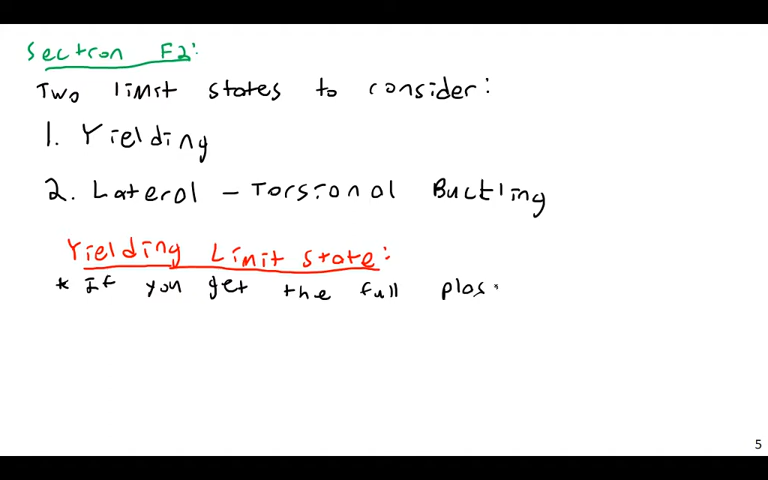 Section F2:
Two limit states to consider:
1. Yielding
2. Lateral - Torsional Buckling
Yielding Limit State:
* If you get the full plas
5